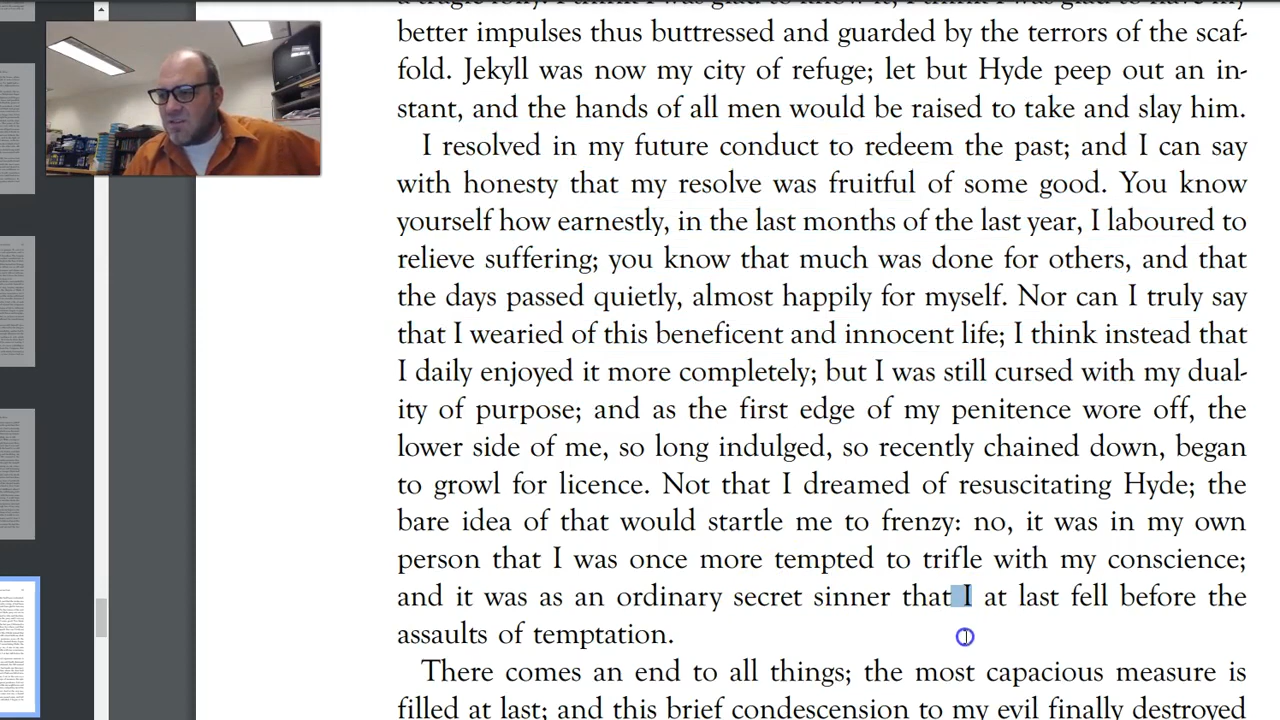 better impulses thus buttressed and guarded by the terrors of the scaf-
fold. Jekyll was now my city of refuge; let but Hyde peep out an in-
stant, and the hands of all men would be raised to take and slay him.
I resolved in my future conduct to redeem the past; and I can say
with honesty that my resolve was fruitful of some good. You know
yourself how earnestly, in the last months of the last year, I laboured to
relieve suffering; you know that much was done for others, and that
the days passed quietly, almost happily for myself. Nor can I truly say
that I wearied of this beneficent and innocent life; I think instead that
I daily enjoyed it more completely; but I was still cursed with my dual-
ity of purpose; and as the first edge of my penitence wore off, the
lower side of me, so long indulged, so recently chained down, began
to growl for licence. Not that I dreamed of resuscitating Hyde; the
bare idea of that would startle me to frenzy: no, it was in my own
person that I was once more tempted to trifle with my conscience;
and it was as an ordinary secret sinner that I at last fell before the
assaults of temptation.
There comes an end to all things; the most capacious measure is
filled at last; and this brief condescension to my evil finally destroyed